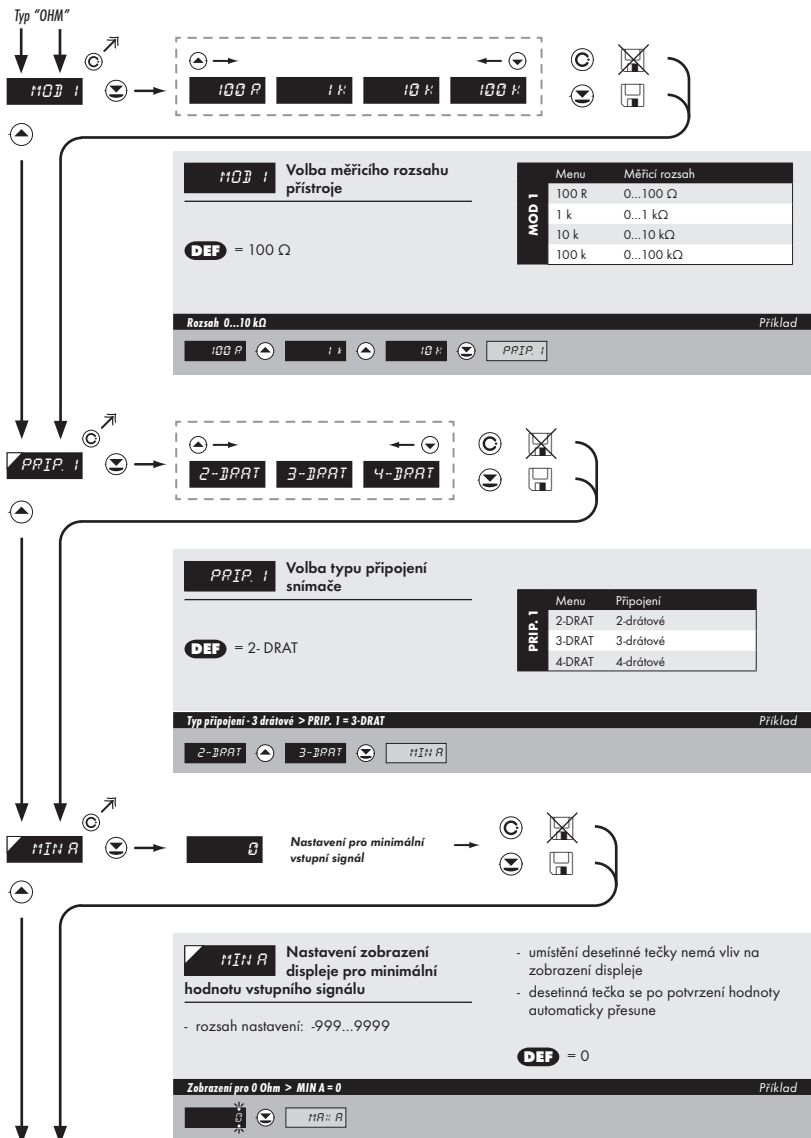 Typ "OHM"
MOD 1
100 R 1 k 10 k 100 k
MOD 1
Volba měřicího rozsahu
přístroje
DEF = 100 Ω
MOD 1
Menu Měřicí rozsah
100 R 0...100 Ω
1 k 0...1 kΩ
10 k 0...10 kΩ
100 k 0...100 kΩ
Rozsah 0...10 kΩ Příklad
100 R 1 k 10 k PRIP. 1
PRIP. 1
2-DRAT 3-DRAT 4-DRAT
PRIP. 1
Volba typu připojení
snímače
DEF = 2- DRAT
PRIP. 1
Menu Připojení
2-DRAT 2-drátové
3-DRAT 3-drátové
4-DRAT 4-drátové
Typ připojení - 3 drátové > PRIP. 1 = 3-DRAT Příklad
2-DRAT 3-DRAT MIN A
MIN A
0
Nastavení pro minimální
vstupní signál
MIN A
Nastavení zobrazení
displeje pro minimální
hodnotu vstupního signálu
- rozsah nastavení: -999...9999
- umístění desetinné tečky nemá vliv na
zobrazení displeje
- desetinná tečka se po potvrzení hodnoty
automaticky přesune
DEF = 0
Zobrazení pro 0 Ohm > MIN A = 0 Příklad
0 MAX A